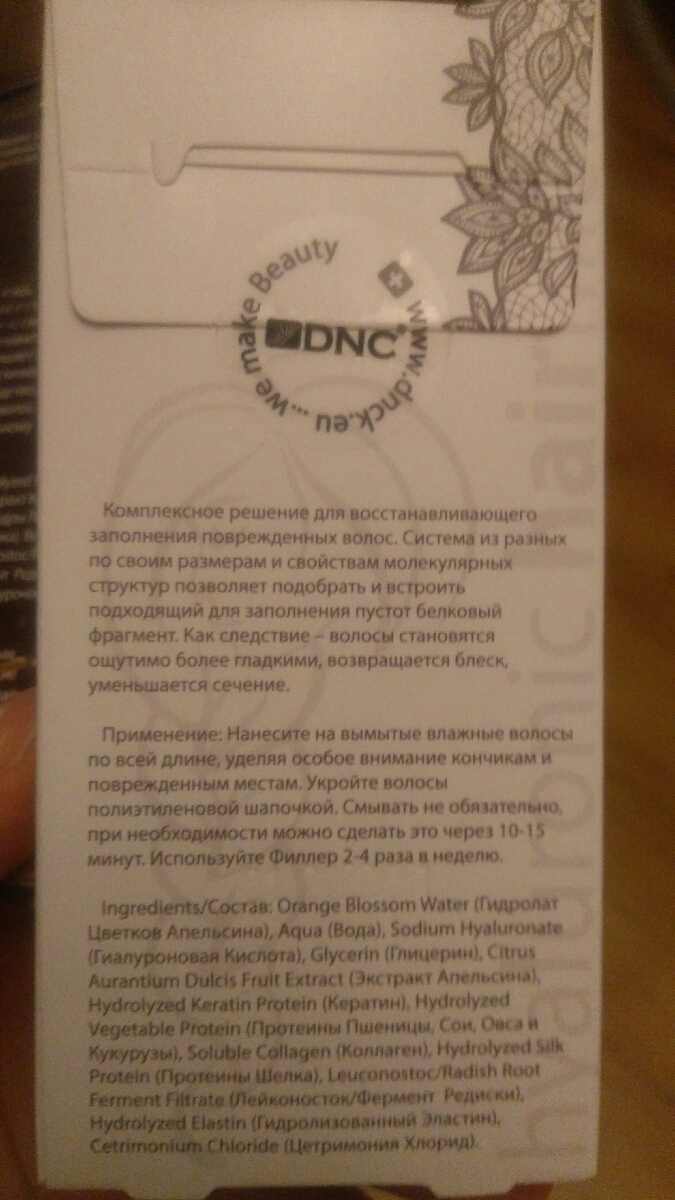 ...we make Beauty
DNC
www.dnck.eu
Комплексное решение для восстанавливающего
заполнения поврежденных волос. Система из разных
по своим размерам и свойствам молекулярных
структур позволяет подобрать и встроить
подходящий для заполнения пустот белковый
фрагмент. Как следствие – волосы становятся
ощутимо более гладкими, возвращается блеск,
уменьшается сечение.
Применение: Нанесите на вымытые влажные волосы
по всей длине, уделяя особое внимание кончикам и
поврежденным местам. Укройте волосы
полиэтиленовой шапочкой. Смывать не обязательно,
при необходимости можно сделать это через 10-15
минут. Используйте Филлер 2-4 раза в неделю.
Ingredients/Состав: Orange Blossom Water (Гидролат
Цветков Апельсина), Aqua (Вода), Sodium Hyaluronate
(Гиалуроновая Кислота), Glycerin (Глицерин), Citrus
Aurantium Dulcis Fruit Extract (Экстракт Апельсина),
Hydrolyzed Keratin Protein (Кератин), Hydrolyzed
Vegetable Protein (Протеины Пшеницы, Сои, Овса и
Кукурузы), Soluble Collagen (Коллаген), Hydrolyzed Silk
Protein (Протеины Шелка), Leuconostoc/Radish Root
Ferment Filtrate (Лейконосток/Фермент Редиски),
Hydrolyzed Elastin (Гидролизованный Эластин),
Cetrimonium Chloride (Цетримония Хлорид).
hyaluronic hair